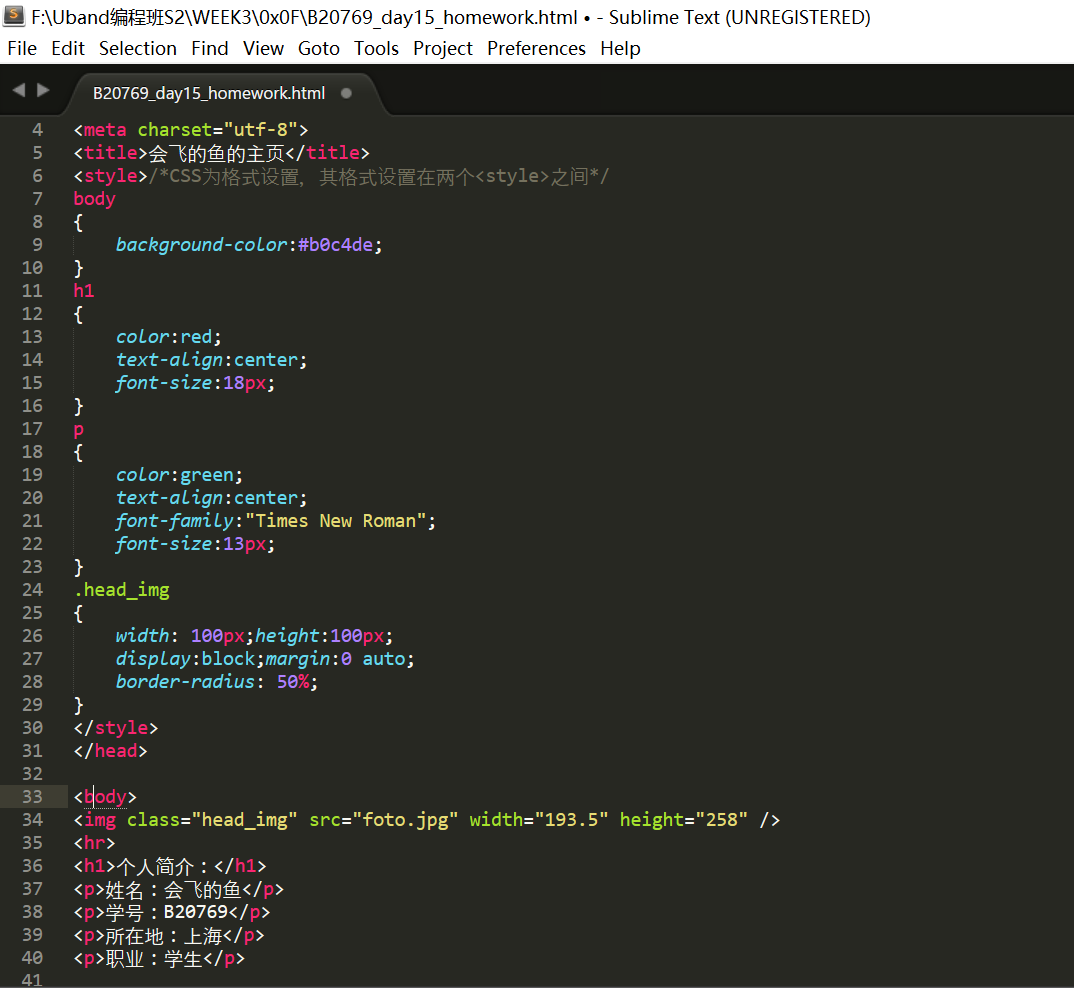 F:\Uband编程班S2\WEEK3\0x0F\B20769_day15_homework.html • - Sublime Text (UNREGISTERED)
File Edit Selection Find View Goto Tools Project Preferences Help
B20769_day15_homework.html
4 <meta charset="utf-8">
5 <title>会飞的鱼的主页</title>
6 <style>/*CSS为格式设置，其格式设置在两个<style>之间*/
7 body
8 {
9 background-color:#b0c4de;
10 }
11 h1
12 {
13 color:red;
14 text-align:center;
15 font-size:18px;
16 }
17 p
18 {
19 color:green;
20 text-align:center;
21 font-family:"Times New Roman";
22 font-size:13px;
23 }
24 .head_img
25 {
26 width: 100px;height:100px;
27 display:block;margin:0 auto;
28 border-radius: 50%;
29 }
30 </style>
31 </head>
32
33 <body>
34 <img class="head_img" src="foto.jpg" width="193.5" height="258" />
35 <hr>
36 <h1>个人简介：</h1>
37 <p>姓名：会飞的鱼</p>
38 <p>学号：B20769</p>
39 <p>所在地：上海</p>
40 <p>职业：学生</p>
41